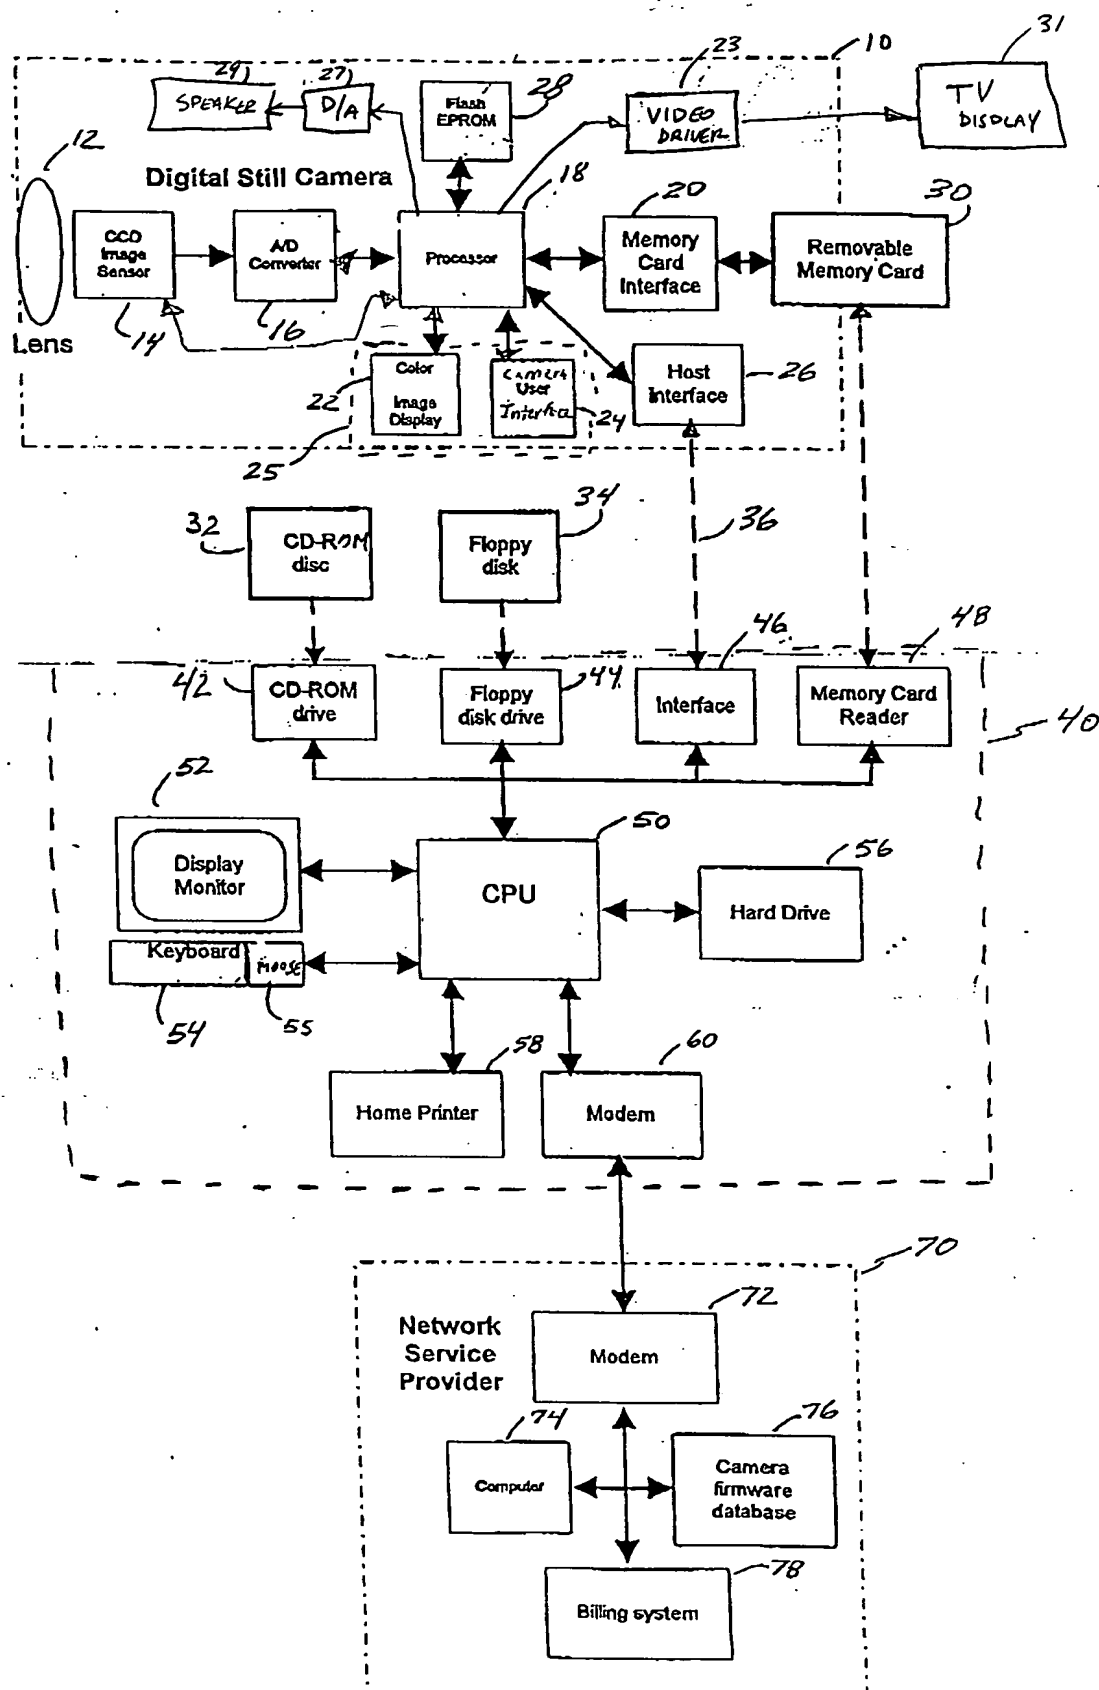 31
10
23
29
27
28
SPEAKER
D/A
Flash
EPROM
VIDEO
DRIVER
TV
DISPLAY
12
Digital Still Camera
18
20
30
CCD
Image
Sensor
A/D
Converter
Processor
Memory
Card
Interface
Removable
Memory Card
Lens
14
16
22
Color
Image
Display
Camera
User
Interface
24
25
Host
Interface
26
32
CD-ROM
disc
34
Floppy
disk
36
46
48
42
CD-ROM
drive
Floppy
disk drive
44
Interface
Memory Card
Reader
40
52
Display
Monitor
50
CPU
56
Hard Drive
Keyboard
MOUSE
54
55
58
60
Home Printer
Modem
70
Network
Service
Provider
72
Modem
74
76
Computer
Camera
firmware
database
78
Billing system